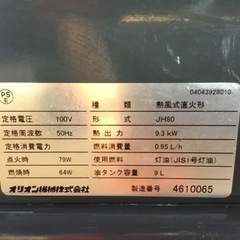 PS
E
04043928010
種類 熱風式直火形
定格電圧 100V 形式 JH80
定格周波数 50Hz 熱出力 9.3 kW
定格消費電力 燃料消費量 0.95 L/h
点火時 79W 使用燃料 灯油(JIS1号灯油)
燃焼時 64W 油タンク容量 9 L
オリオン機械株式会社 製造番号 4610065